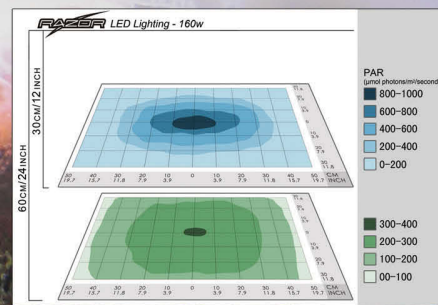 RAZOR LED Lighting - 160w
30CM/12INCH
60CM/24INCH
PAR
(μmol photons/m²/second)
800-1000
600-800
400-600
200-400
0-200
50 40 30 20 10 0 10 20 30 40 50 CM
19.7 15.7 11.8 7.9 3.9 0 3.9 7.9 11.8 15.7 19.7 INCH
300-400
200-300
100-200
00-100
50 40 30 20 10 0 10 20 30 40 50 CM
19.7 15.7 11.8 7.9 3.9 3.9 7.9 11.8 15.7 19.7 INCH